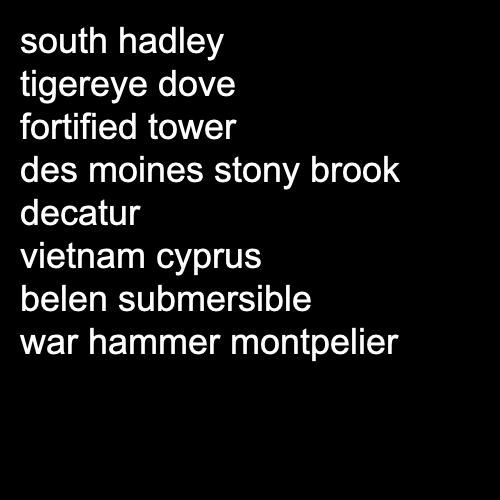 south hadley
tigereye dove
fortified tower
des moines stony brook
decatur
vietnam cyprus
belen submersible
war hammer montpelier